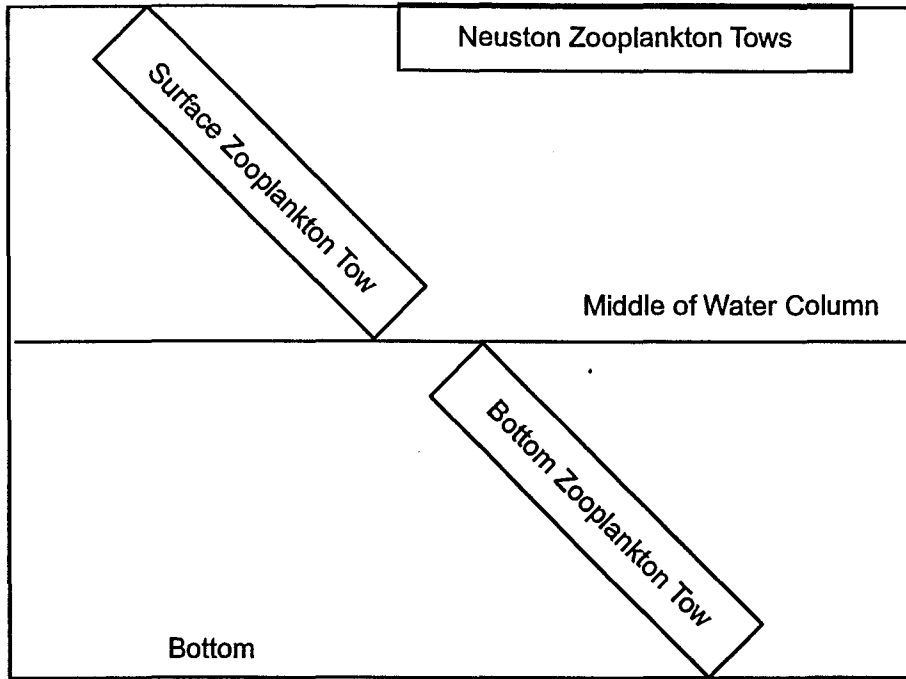 Neuston Zooplankton Tows
Surface Zooplankton Tow
Middle of Water Column
Bottom Zooplankton Tow
Bottom